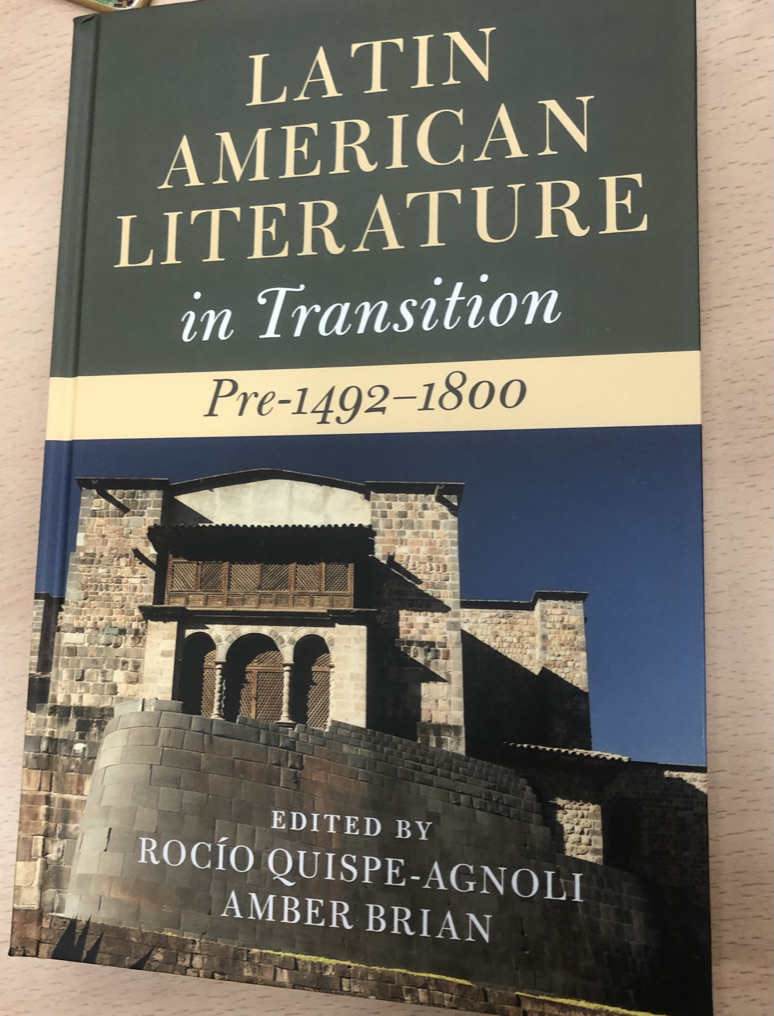 LATIN
AMERICAN
LITERATURE
in Transition
Pre-1492–1800
EDITED BY
ROCÍO QUISPE-AGNOLI
AMBER BRIAN